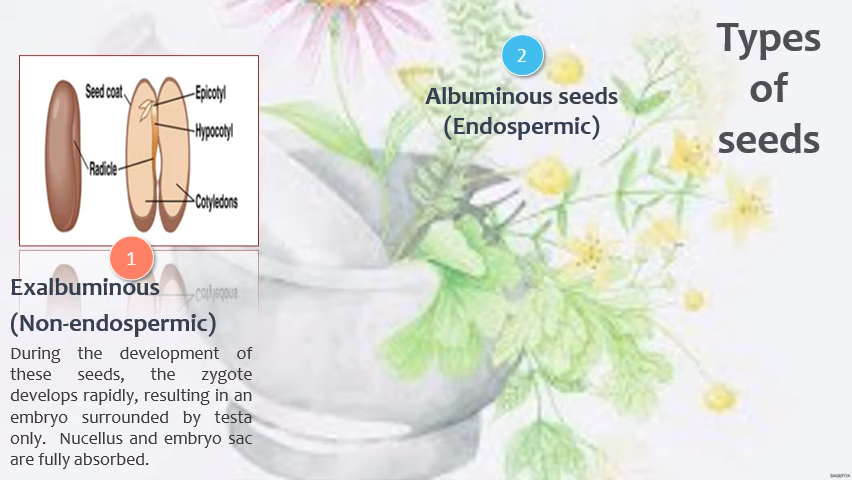 Types
of
seeds
2
Albuminous seeds
(Endospermic)
Seed coat
Epicotyl
Hypocotyl
Radicle
Cotyledons
1
Exalbuminous
(Non-endospermic)
During the development of
these seeds, the zygote
develops rapidly, resulting in an
embryo surrounded by testa
only. Nucellus and embryo sac
are fully absorbed.
SAGEFOX